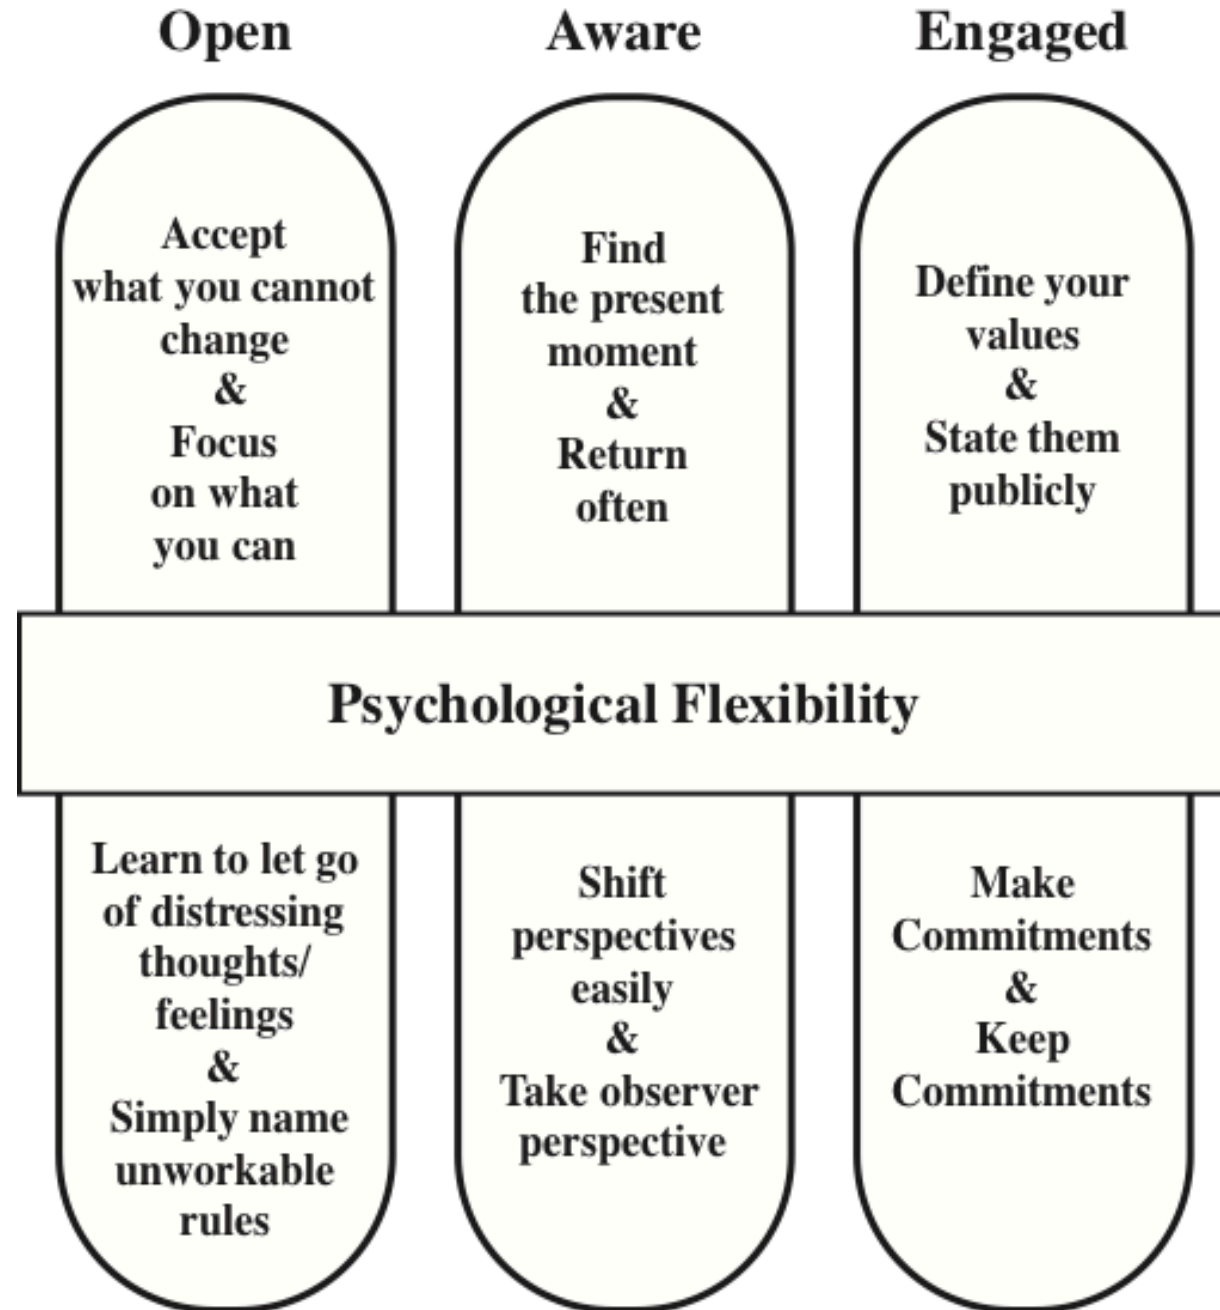 Open
Aware
Engaged
Accept
what you cannot
change
&
Focus
on what
you can
Find
the present
moment
&
Return
often
Define your
values
&
State them
publicly
Psychological Flexibility
Learn to let go
of distressing
thoughts/
feelings
&
Simply name
unworkable
rules
Shift
perspectives
easily
&
Take observer
perspective
Make
Commitments
&
Keep
Commitments